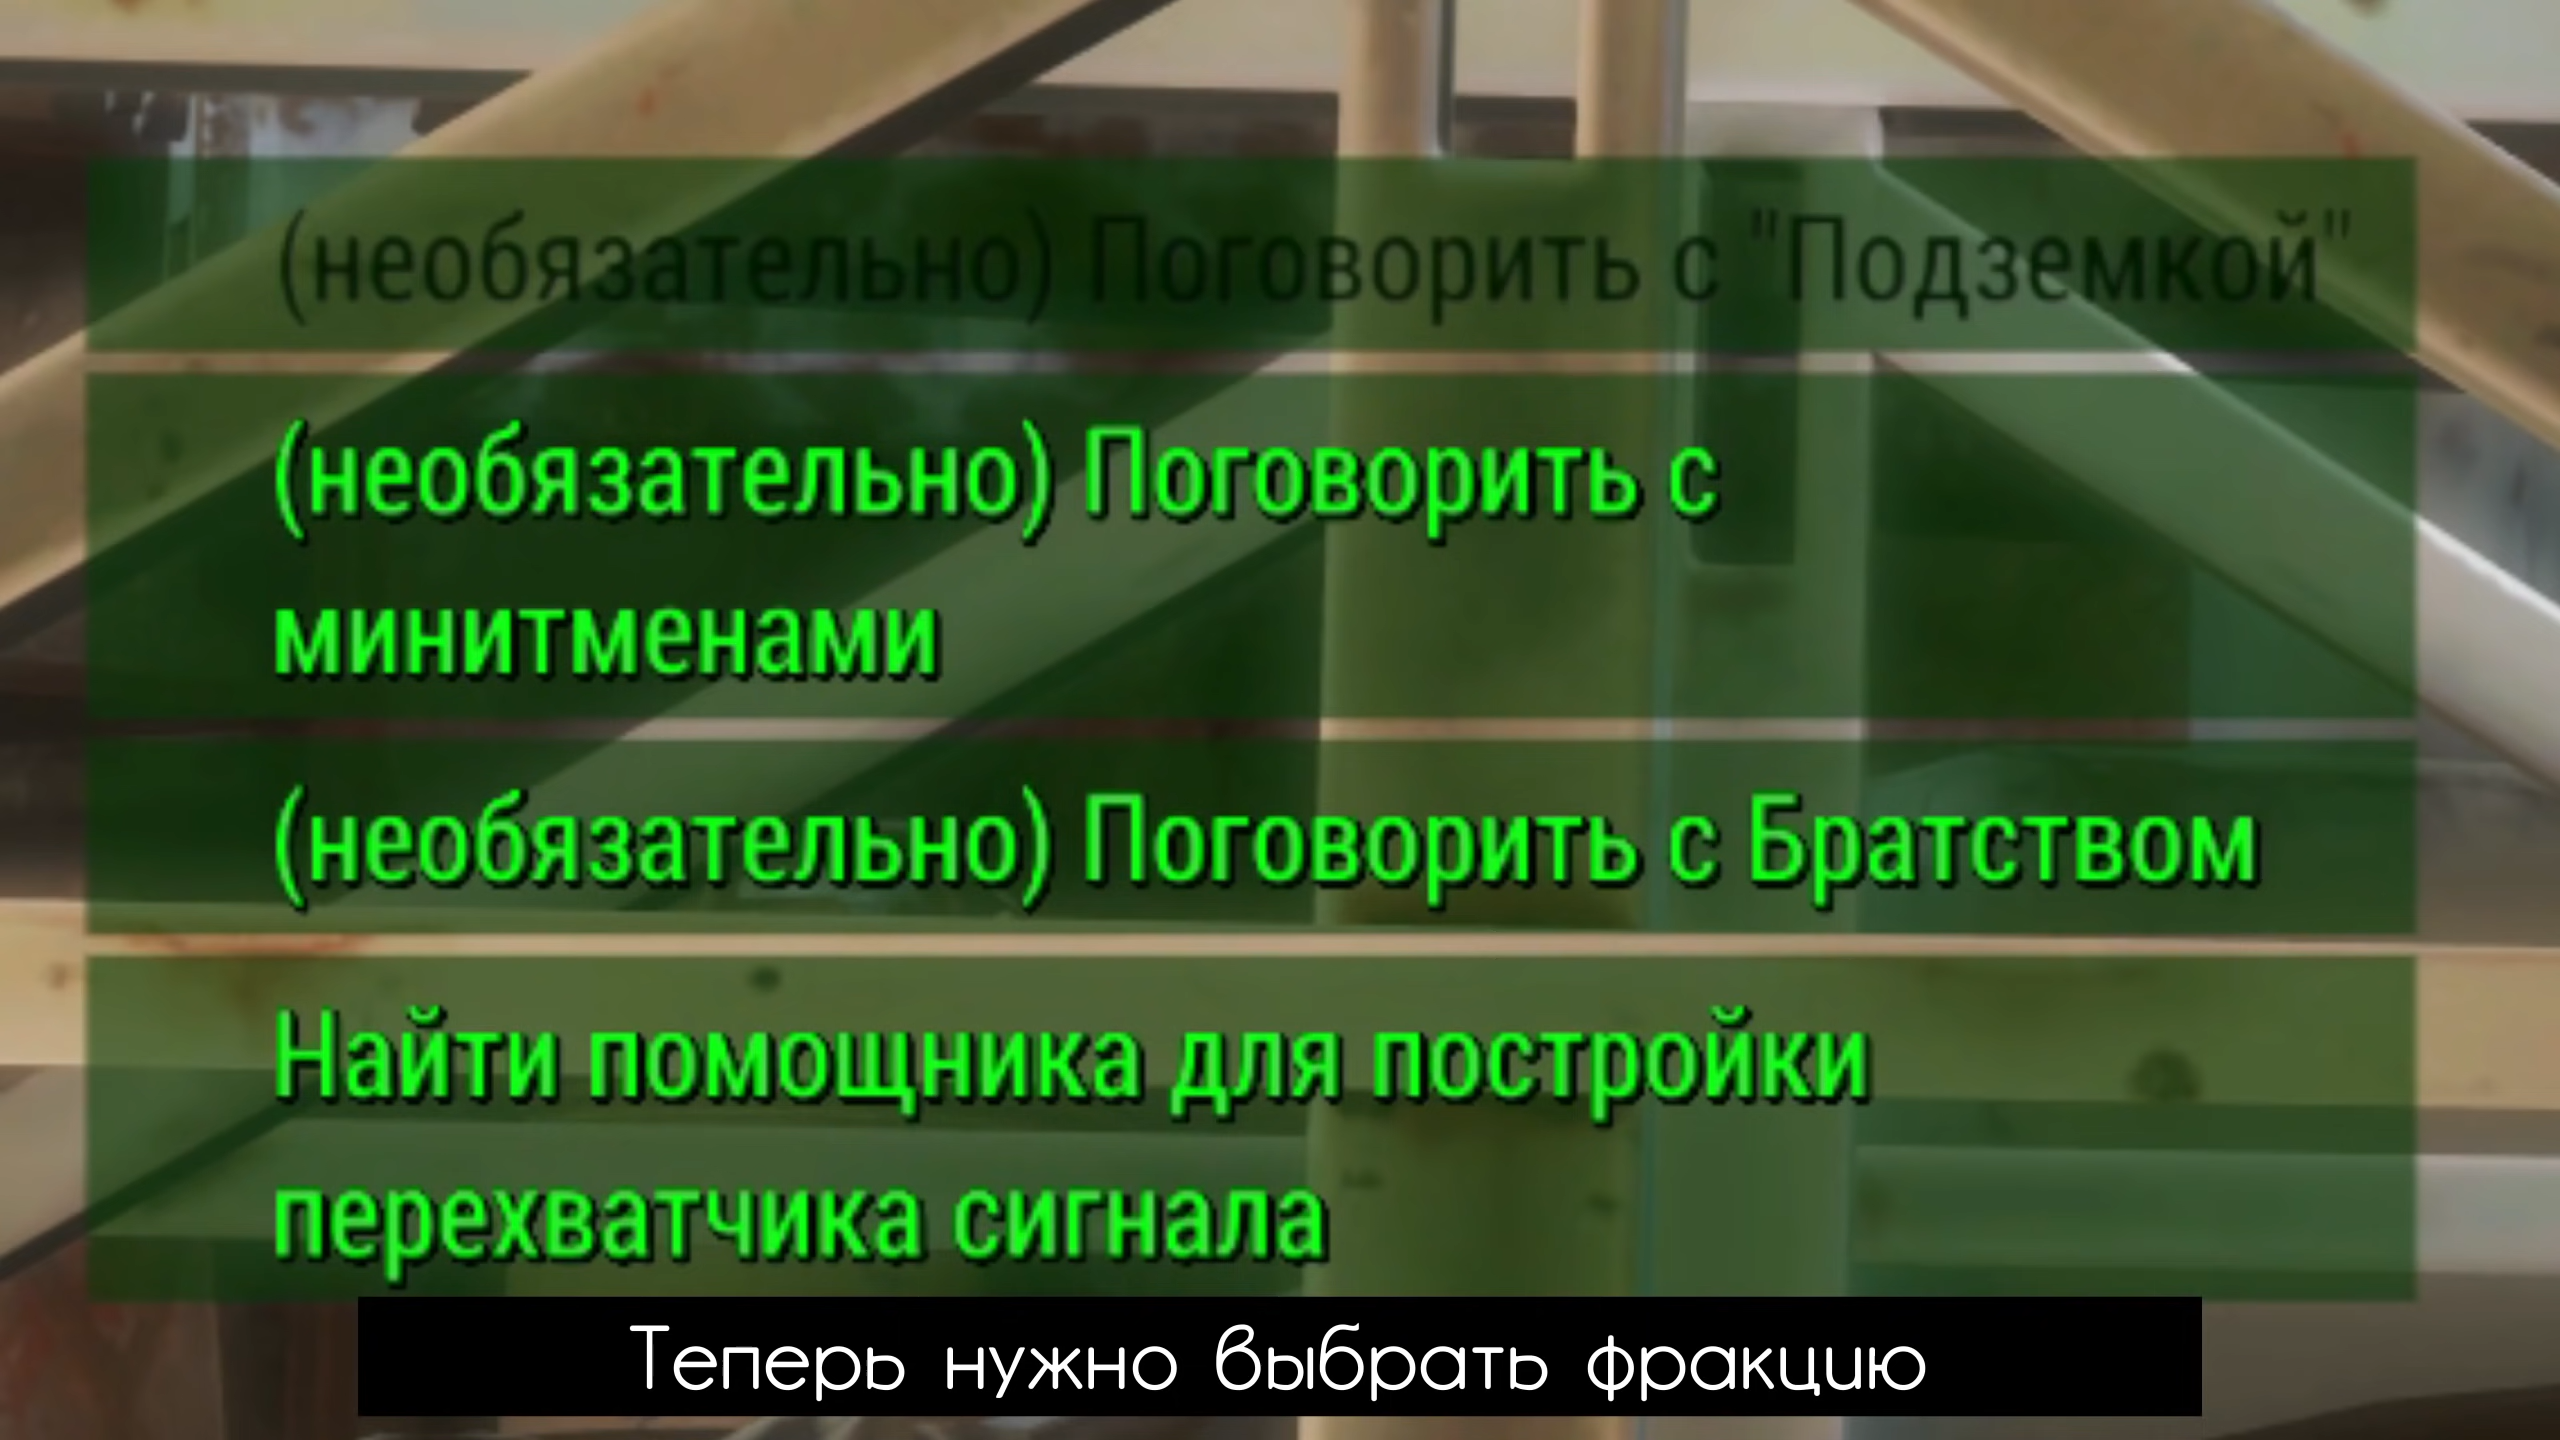 (необязательно) Поговорить с "Подземкой"
(необязательно) Поговорить с
минитменами
(необязательно) Поговорить с Братством
Найти помощника для постройки
перехватчика сигнала
Теперь нужно выбрать фракцию